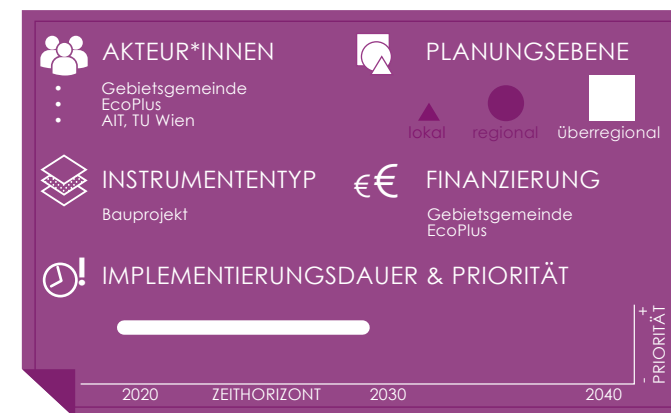 AKTEUR*INNEN
• Gebietsgemeinde
• EcoPlus
• AIT, TU Wien
PLANUNGSEBENE
lokal regional überregional
INSTRUMENTENTYP
Bauprojekt
€€ FINANZIERUNG
Gebietsgemeinde
EcoPlus
! IMPLEMENTIERUNGSDAUER & PRIORITÄT
- PRIORITÄT +
2020 ZEITHORIZONT 2030 2040